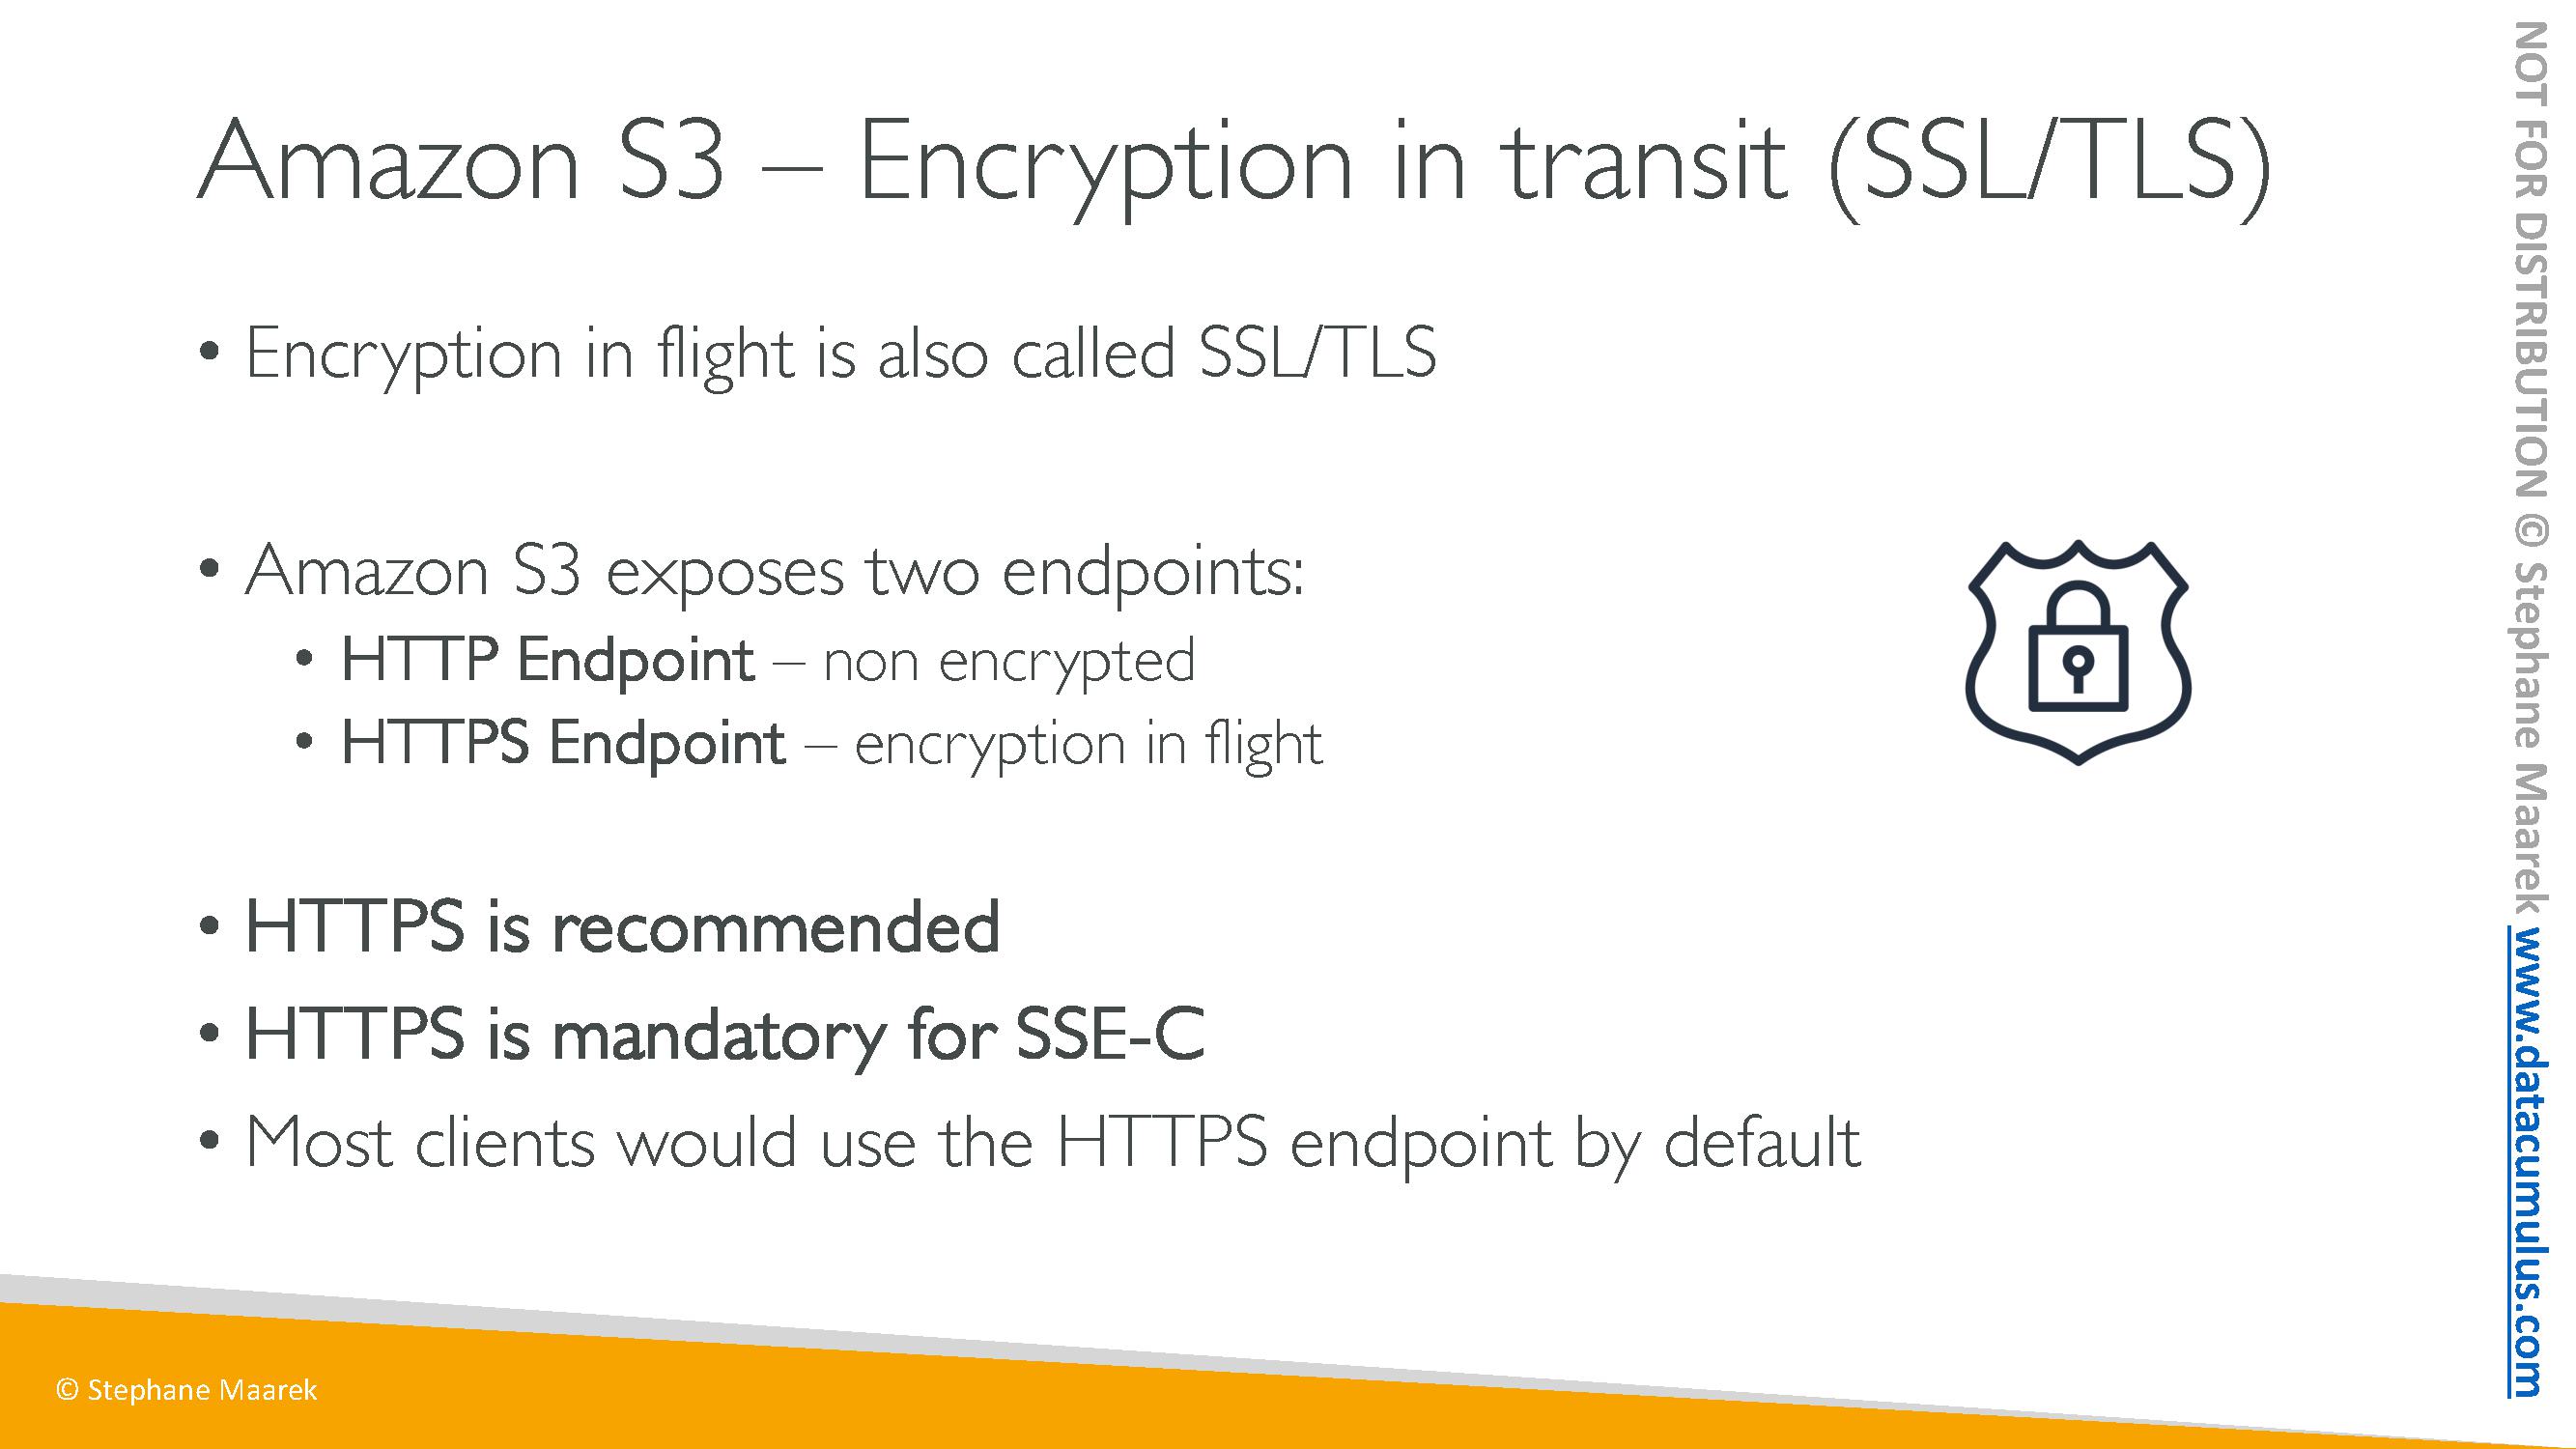 Amazon S3 – Encryption in transit (SSL/TLS)
• Encryption in flight is also called SSL/TLS
• Amazon S3 exposes two endpoints:
• HTTP Endpoint – non encrypted
• HTTPS Endpoint – encryption in flight
• HTTPS is recommended
• HTTPS is mandatory for SSE-C
• Most clients would use the HTTPS endpoint by default
© Stephane Maarek
NOT FOR DISTRIBUTION © Stephane Maarek www.datacumulus.com